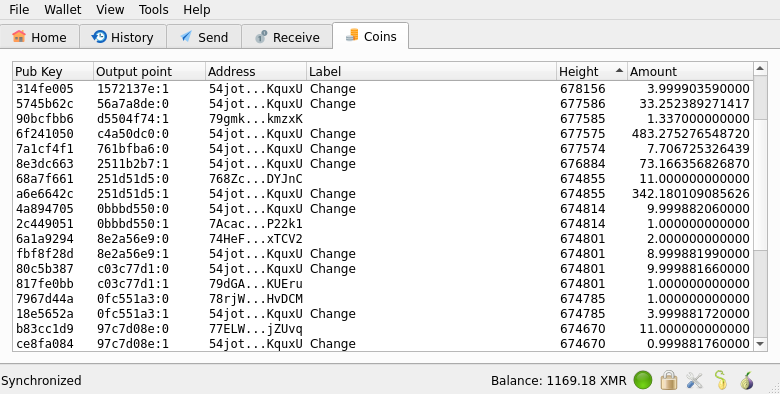 File Wallet View Tools Help
Home History Send Receive Coins
Pub Key Output point Address Label Height Amount
314fe005 1572137e:1 54jot...KquxU Change 678156 3.999903590000
5745b62c 56a7a8de:0 54jot...KquxU Change 677586 33.252389271417
90bcfbb6 d5504f74:1 79gmk...kmzxK 677585 1.337000000000
6f241050 c4a50dc0:0 54jot...KquxU Change 677575 483.275276548720
7a1cf4f1 761bfba6:0 54jot...KquxU Change 677574 7.706725326439
8e3dc663 2511b2b7:1 54jot...KquxU Change 676884 73.166356826870
68a7f661 251d51d5:0 768Zc...DYJnC 674855 11.000000000000
a6e6642c 251d51d5:1 54jot...KquxU Change 674855 342.180109085626
4a894705 0bbbd550:0 54jot...KquxU Change 674814 9.999882060000
2c449051 0bbbd550:1 7Acac...P22k1 674814 1.000000000000
6a1a9294 8e2a56e9:0 74HeF...xTCV2 674801 2.000000000000
fbf8f28d 8e2a56e9:1 54jot...KquxU Change 674801 8.999881990000
80c5b387 c03c77d1:0 54jot...KquxU Change 674801 9.999881660000
817fe0bb c03c77d1:1 79dGA...KUEru 674801 1.000000000000
7967d44a 0fc551a3:0 78rjW...HvDCM 674785 1.000000000000
18e5652a 0fc551a3:1 54jot...KquxU Change 674785 3.999881720000
b83cc1d9 97c7d08e:0 77ELW...jZUvq 674670 11.000000000000
ce8fa084 97c7d08e:1 54jot...KquxU Change 674670 0.999881760000
Synchronized Balance: 1169.18 XMR